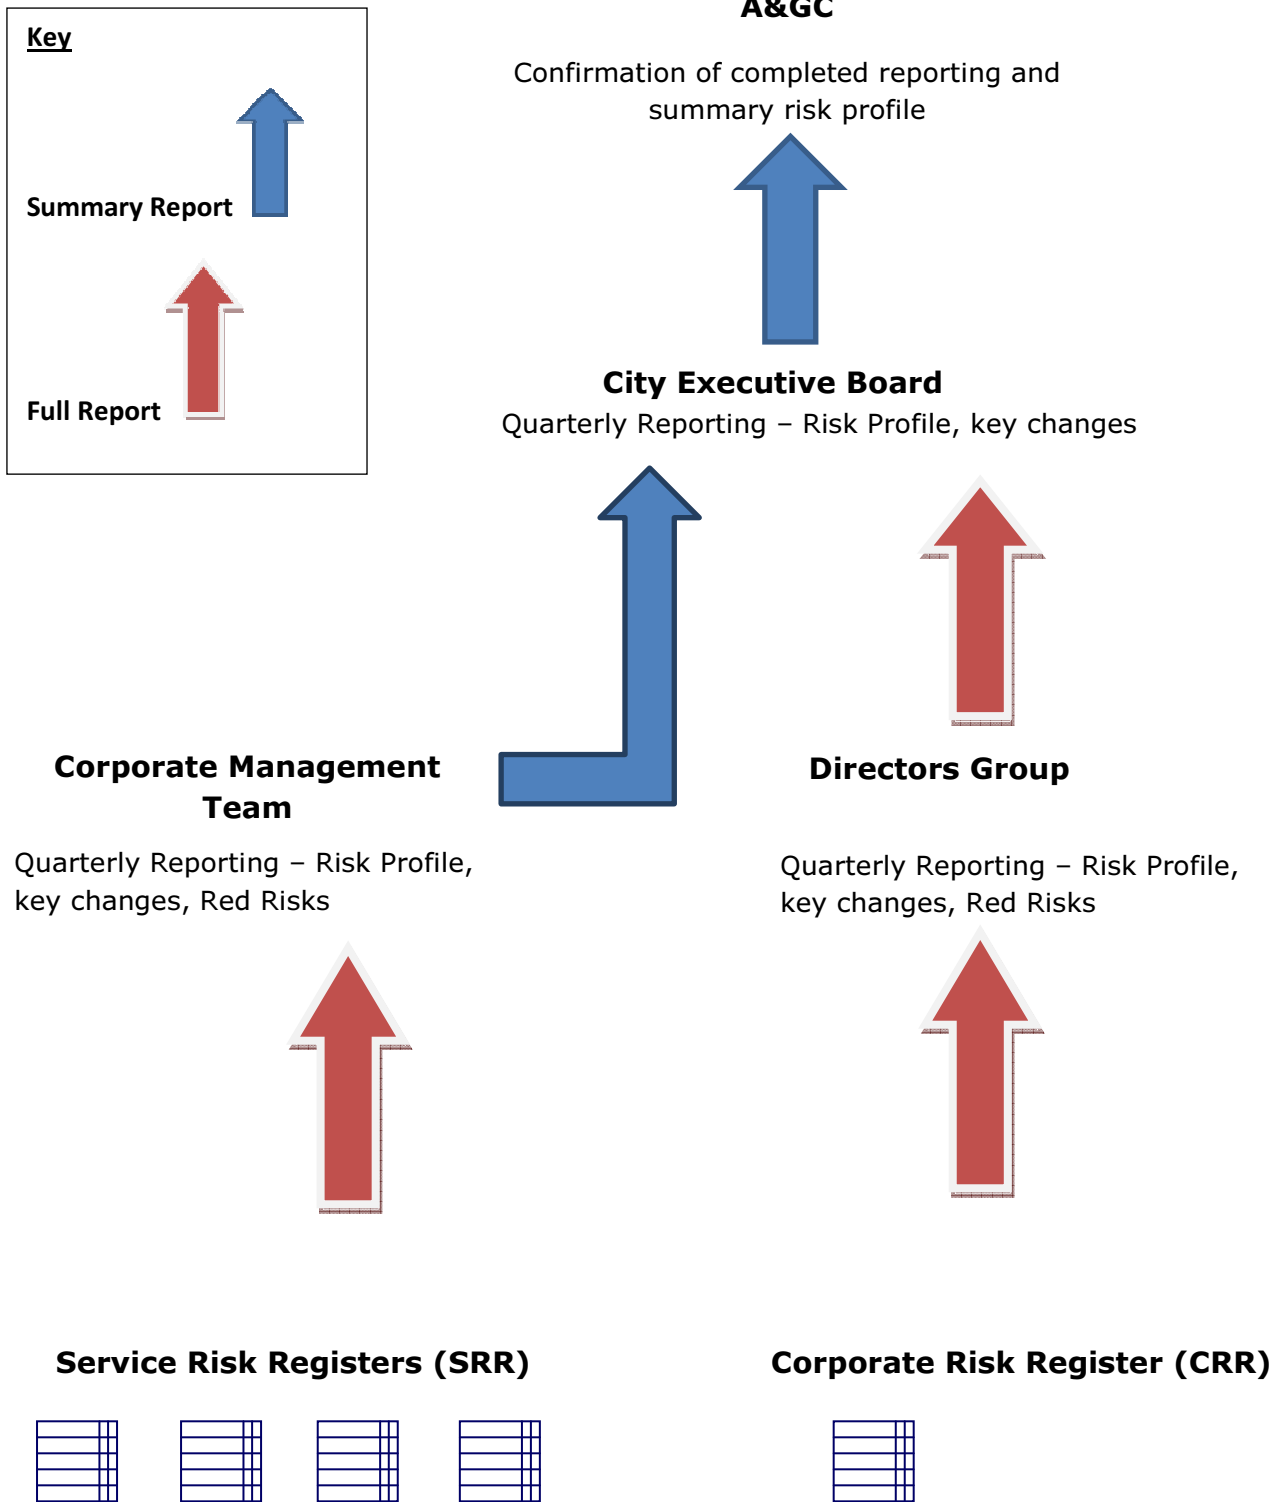 Key
Summary Report
Full Report
A&GC
Confirmation of completed reporting and
summary risk profile
City Executive Board
Quarterly Reporting – Risk Profile, key changes
Corporate Management
Team
Quarterly Reporting – Risk Profile,
key changes, Red Risks
Directors Group
Quarterly Reporting – Risk Profile,
key changes, Red Risks
Service Risk Registers (SRR)
Corporate Risk Register (CRR)